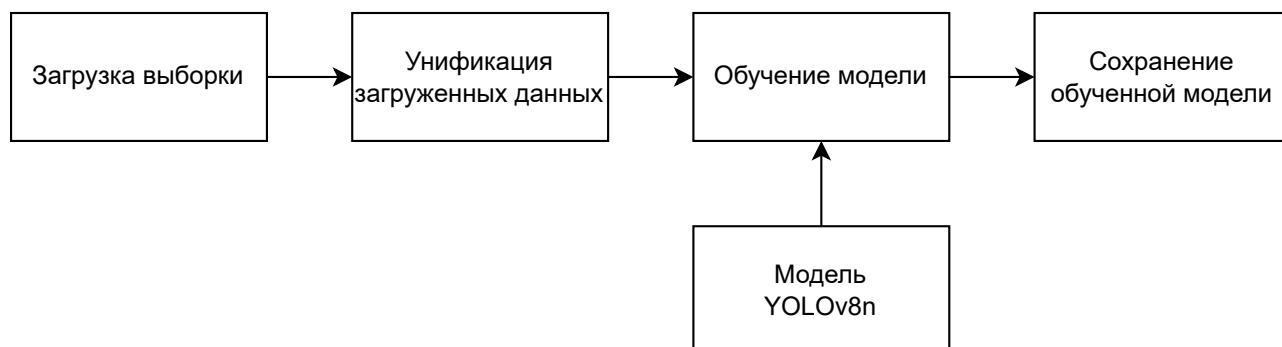 Загрузка выборки
Унификация
загруженных данных
Обучение модели
Сохранение
обученной модели
Модель
YOLOv8n